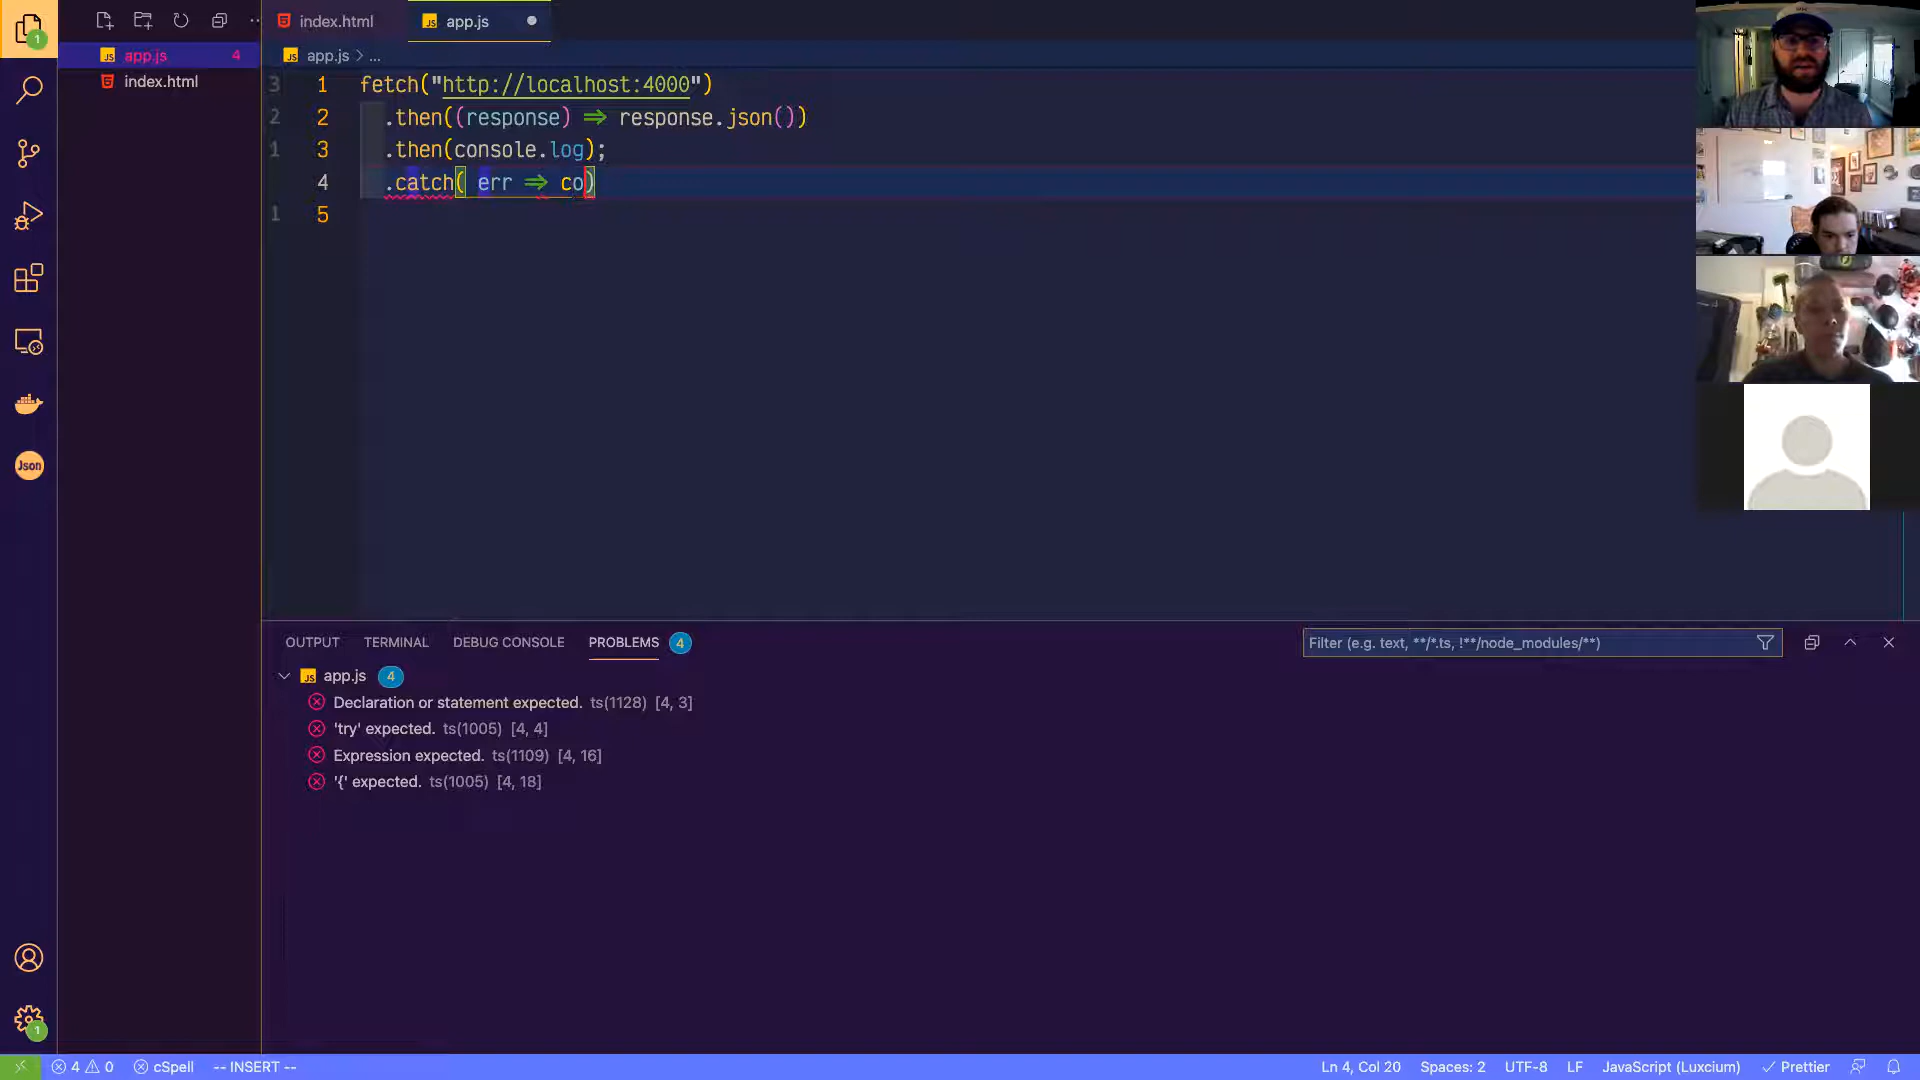 index.html
app.js
app.js 4
index.html
app.js > ...
3 1 fetch("http://localhost:4000")
2 2 .then((response) => response.json())
1 3 .then(console.log);
4 .catch( err => co)
1 5
1
Json
OUTPUT TERMINAL DEBUG CONSOLE PROBLEMS 4
Filter (e.g. text, **/*.ts, !**/node_modules/**)
app.js 4
Declaration or statement expected. ts(1128) [4, 3]
'try' expected. ts(1005) [4, 4]
Expression expected. ts(1109) [4, 16]
'{' expected. ts(1005) [4, 18]
1
4 0 cSpell -- INSERT --
Ln 4, Col 20 Spaces: 2 UTF-8 LF JavaScript (Luxcium) Prettier